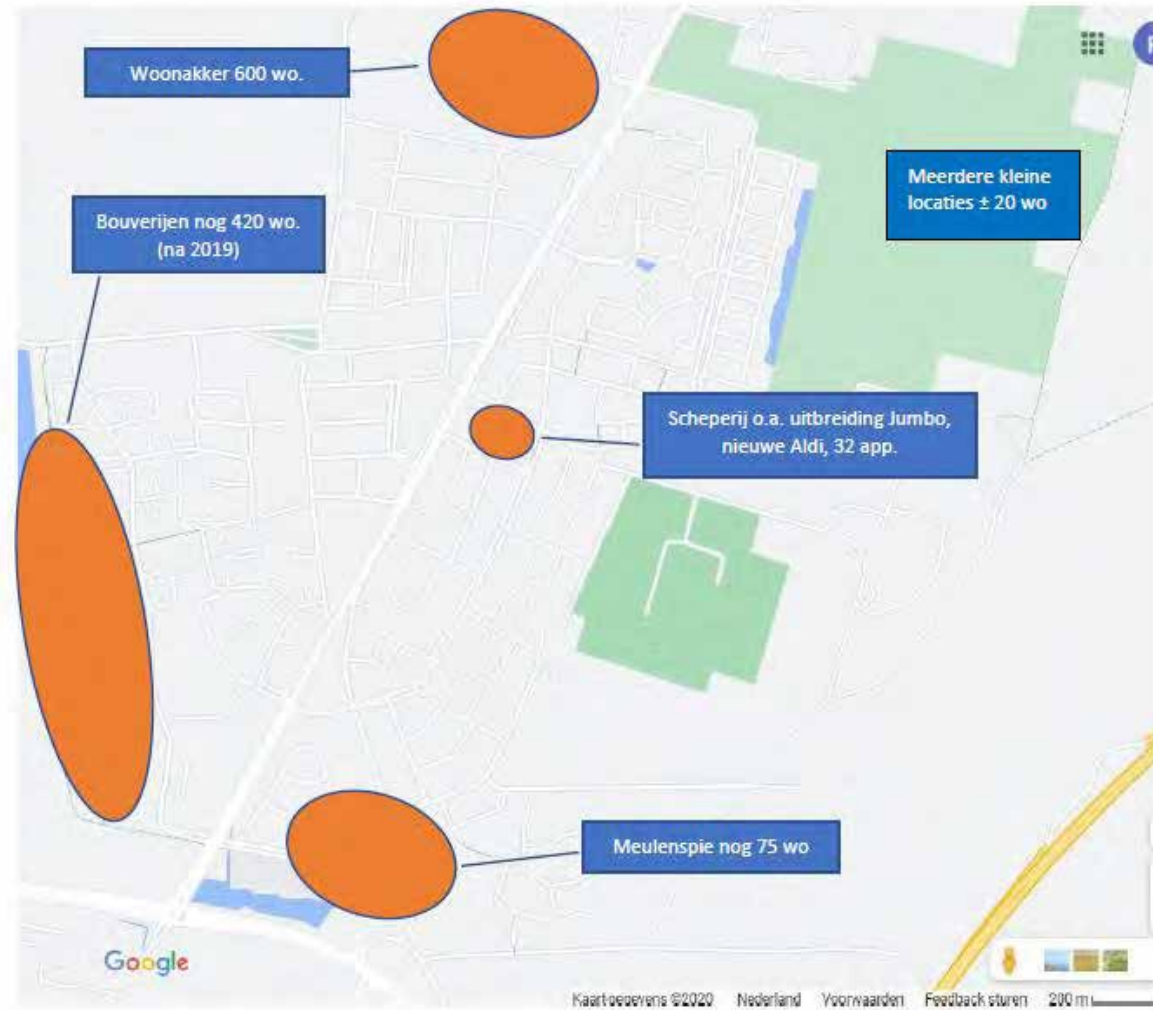 Woonakker 600 wo.
Meerdere kleine
locaties ± 20 wo
Bouverijen nog 420 wo.
(na 2019)
Scheperij o.a. uitbreiding Jumbo,
nieuwe Aldi, 32 app.
Meulenspie nog 75 wo
Google
Kaartgegevens ©2020 Nederland Voorwaarden Feedback sturen 200 m